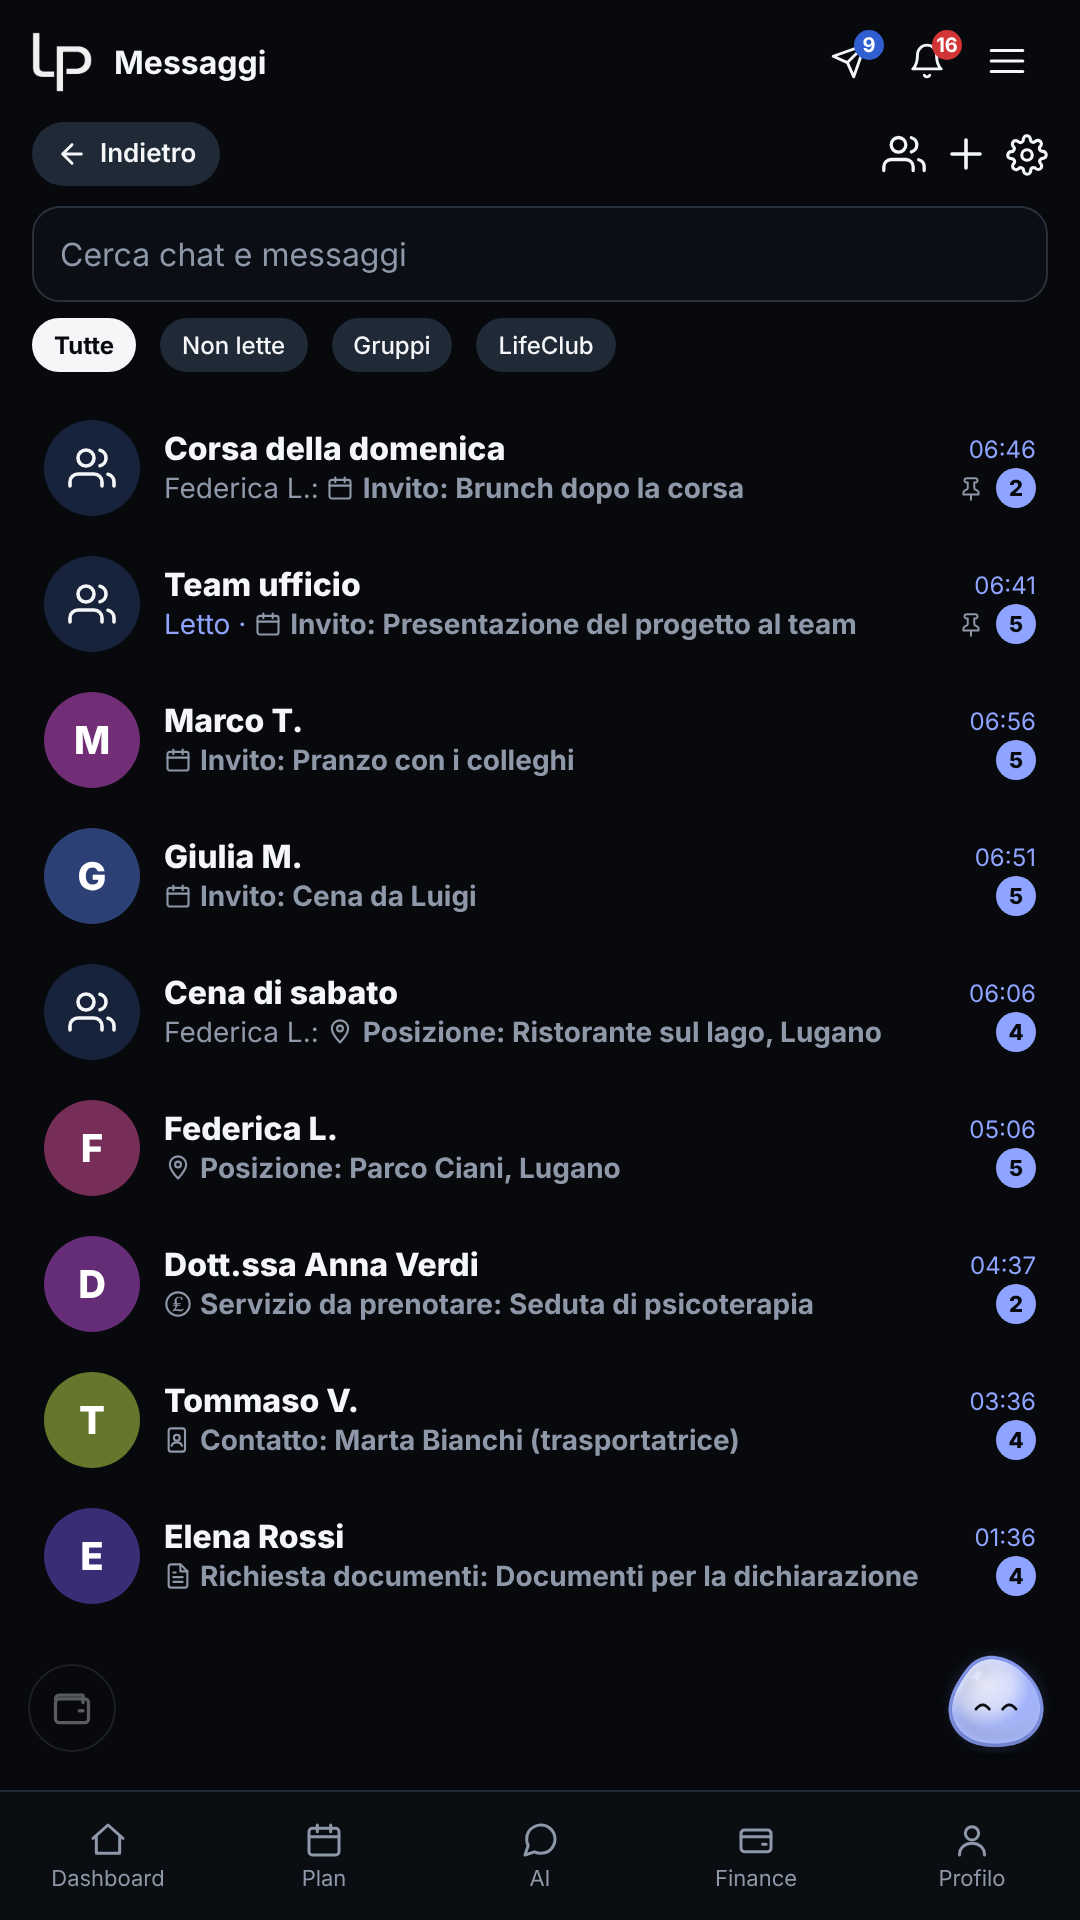 LP Messaggi 9 16
Indietro
Cerca chat e messaggi
Tutte Non lette Gruppi LifeClub
Corsa della domenica 06:46
Federica L.: Invito: Brunch dopo la corsa 2
Team ufficio 06:41
Letto · Invito: Presentazione del progetto al team 5
M Marco T. 06:56
Invito: Pranzo con i colleghi 5
G Giulia M. 06:51
Invito: Cena da Luigi 5
Cena di sabato 06:06
Federica L.: Posizione: Ristorante sul lago, Lugano 4
F Federica L. 05:06
Posizione: Parco Ciani, Lugano 5
D Dott.ssa Anna Verdi 04:37
£ Servizio da prenotare: Seduta di psicoterapia 2
T Tommaso V. 03:36
Contatto: Marta Bianchi (trasportatrice) 4
E Elena Rossi 01:36
Richiesta documenti: Documenti per la dichiarazione 4
Dashboard Plan AI Finance Profilo